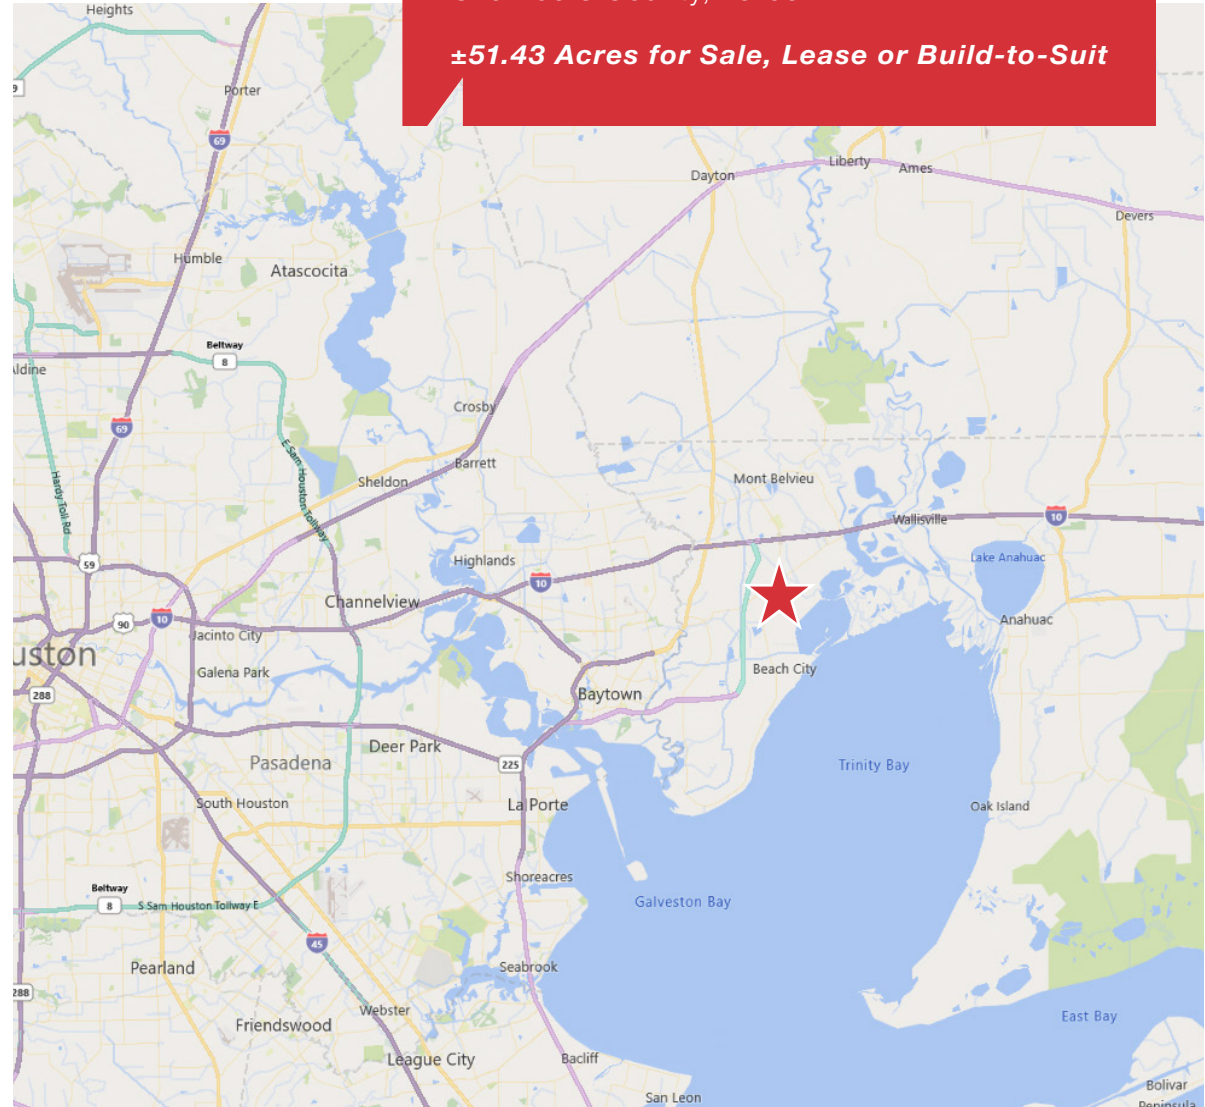 ±51.43 Acres for Sale, Lease or Build-to-Suit
Heights
Porter
69
Dayton
Liberty
Ames
Devers
Humble
Atascocita
Beltway
8
69
Crosby
Barrett
Sheldon
Hardy Toll Rd
E Sam Houston Tollway
Mont Belvieu
Wallisville
10
59
Highlands
10
Lake Anahuac
Channelview
90
10
Jacinto City
Anahuac
Galena Park
288
Beach City
Baytown
Deer Park
Pasadena
225
Trinity Bay
South Houston
La Porte
Oak Island
Shoreacres
Beltway
8
S Sam Houston Tollway E
Galveston Bay
45
Pearland
Seabrook
288
Webster
Friendswood
East Bay
League City
Bacliff
San Leon
Bolivar
Peninsula